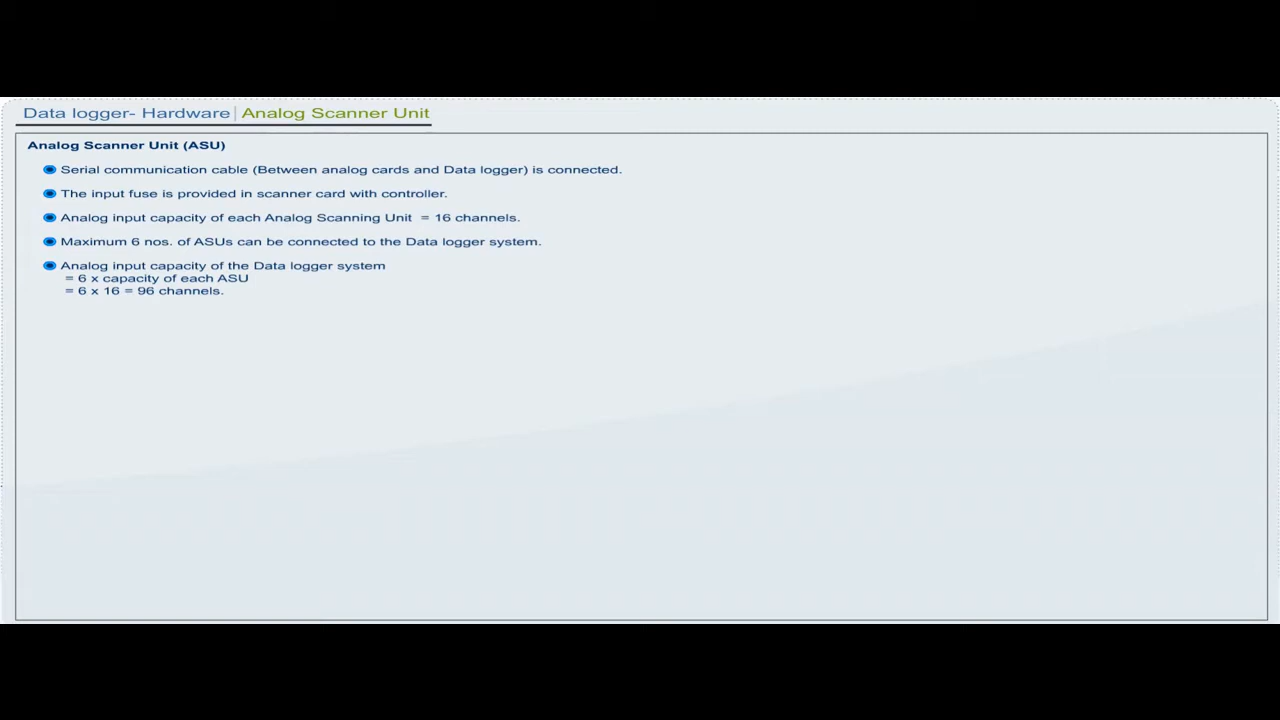 Data logger- Hardware | Analog Scanner Unit
Analog Scanner Unit (ASU)
Serial communication cable (Between analog cards and Data logger) is connected.
The input fuse is provided in scanner card with controller.
Analog input capacity of each Analog Scanning Unit = 16 channels.
Maximum 6 nos. of ASUs can be connected to the Data logger system.
Analog input capacity of the Data logger system
= 6 x capacity of each ASU
= 6 x 16 = 96 channels.